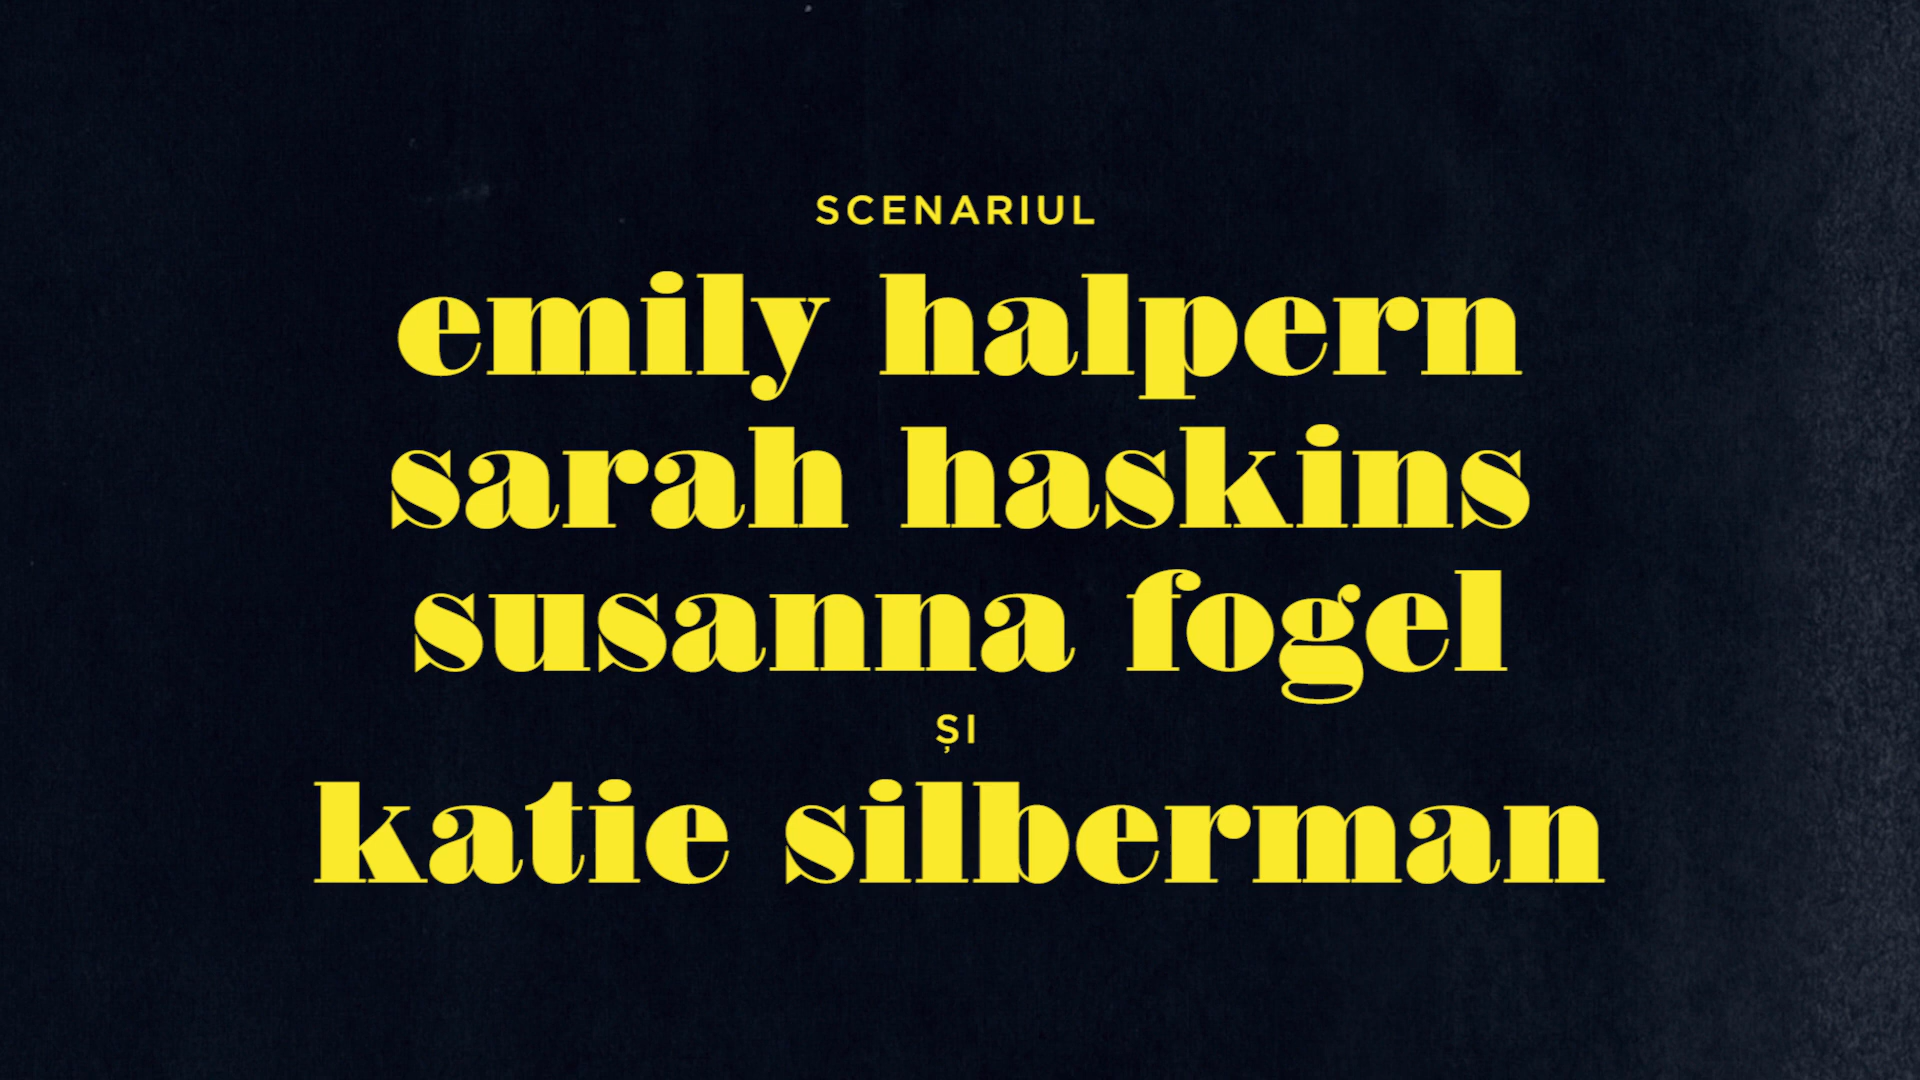 SCENARIUL
emily halpern
sarah haskins
susanna fogel
ȘI
katie silberman